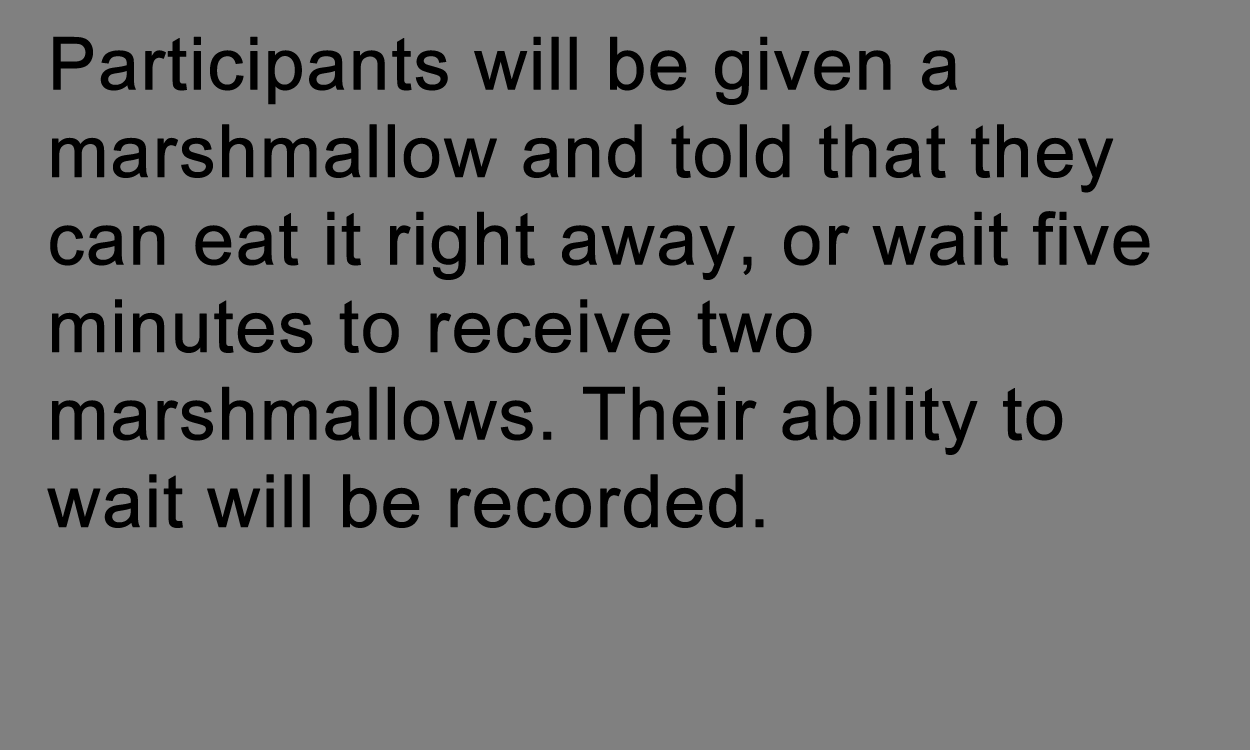 Participants will be given a
marshmallow and told that they
can eat it right away, or wait five
minutes to receive two
marshmallows. Their ability to
wait will be recorded.